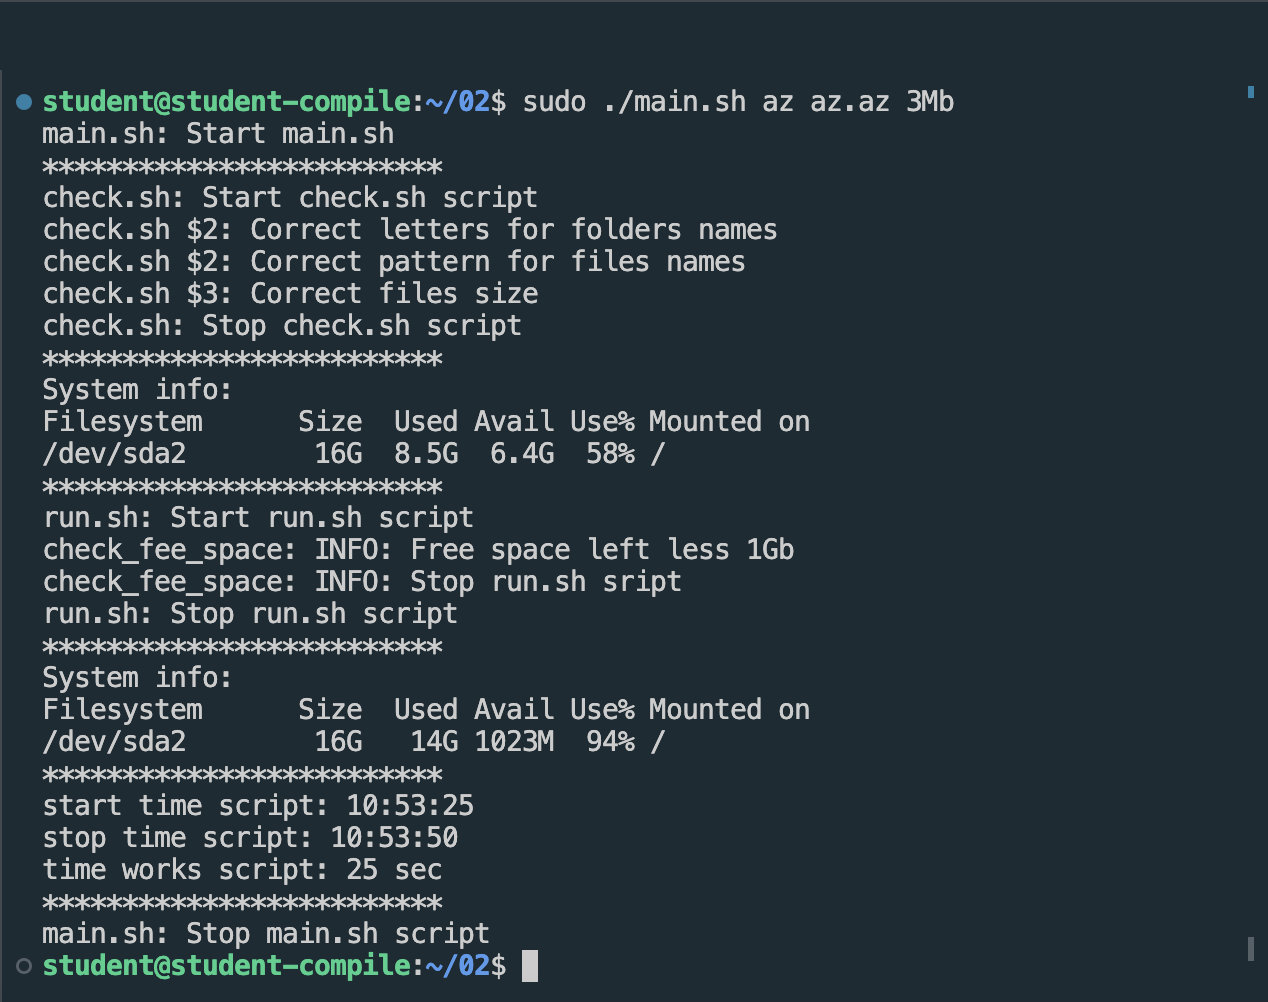 student@student-compile:~/02$ sudo ./main.sh az az.az 3Mb
main.sh: Start main.sh
*************************
check.sh: Start check.sh script
check.sh $2: Correct letters for folders names
check.sh $2: Correct pattern for files names
check.sh $3: Correct files size
check.sh: Stop check.sh script
*************************
System info:
Filesystem      Size  Used Avail Use% Mounted on
/dev/sda2        16G  8.5G  6.4G  58% /
*************************
run.sh: Start run.sh script
check_fee_space: INFO: Free space left less 1Gb
check_fee_space: INFO: Stop run.sh sript
run.sh: Stop run.sh script
*************************
System info:
Filesystem      Size  Used Avail Use% Mounted on
/dev/sda2        16G   14G 1023M  94% /
*************************
start time script: 10:53:25
stop time script: 10:53:50
time works script: 25 sec
*************************
main.sh: Stop main.sh script
student@student-compile:~/02$